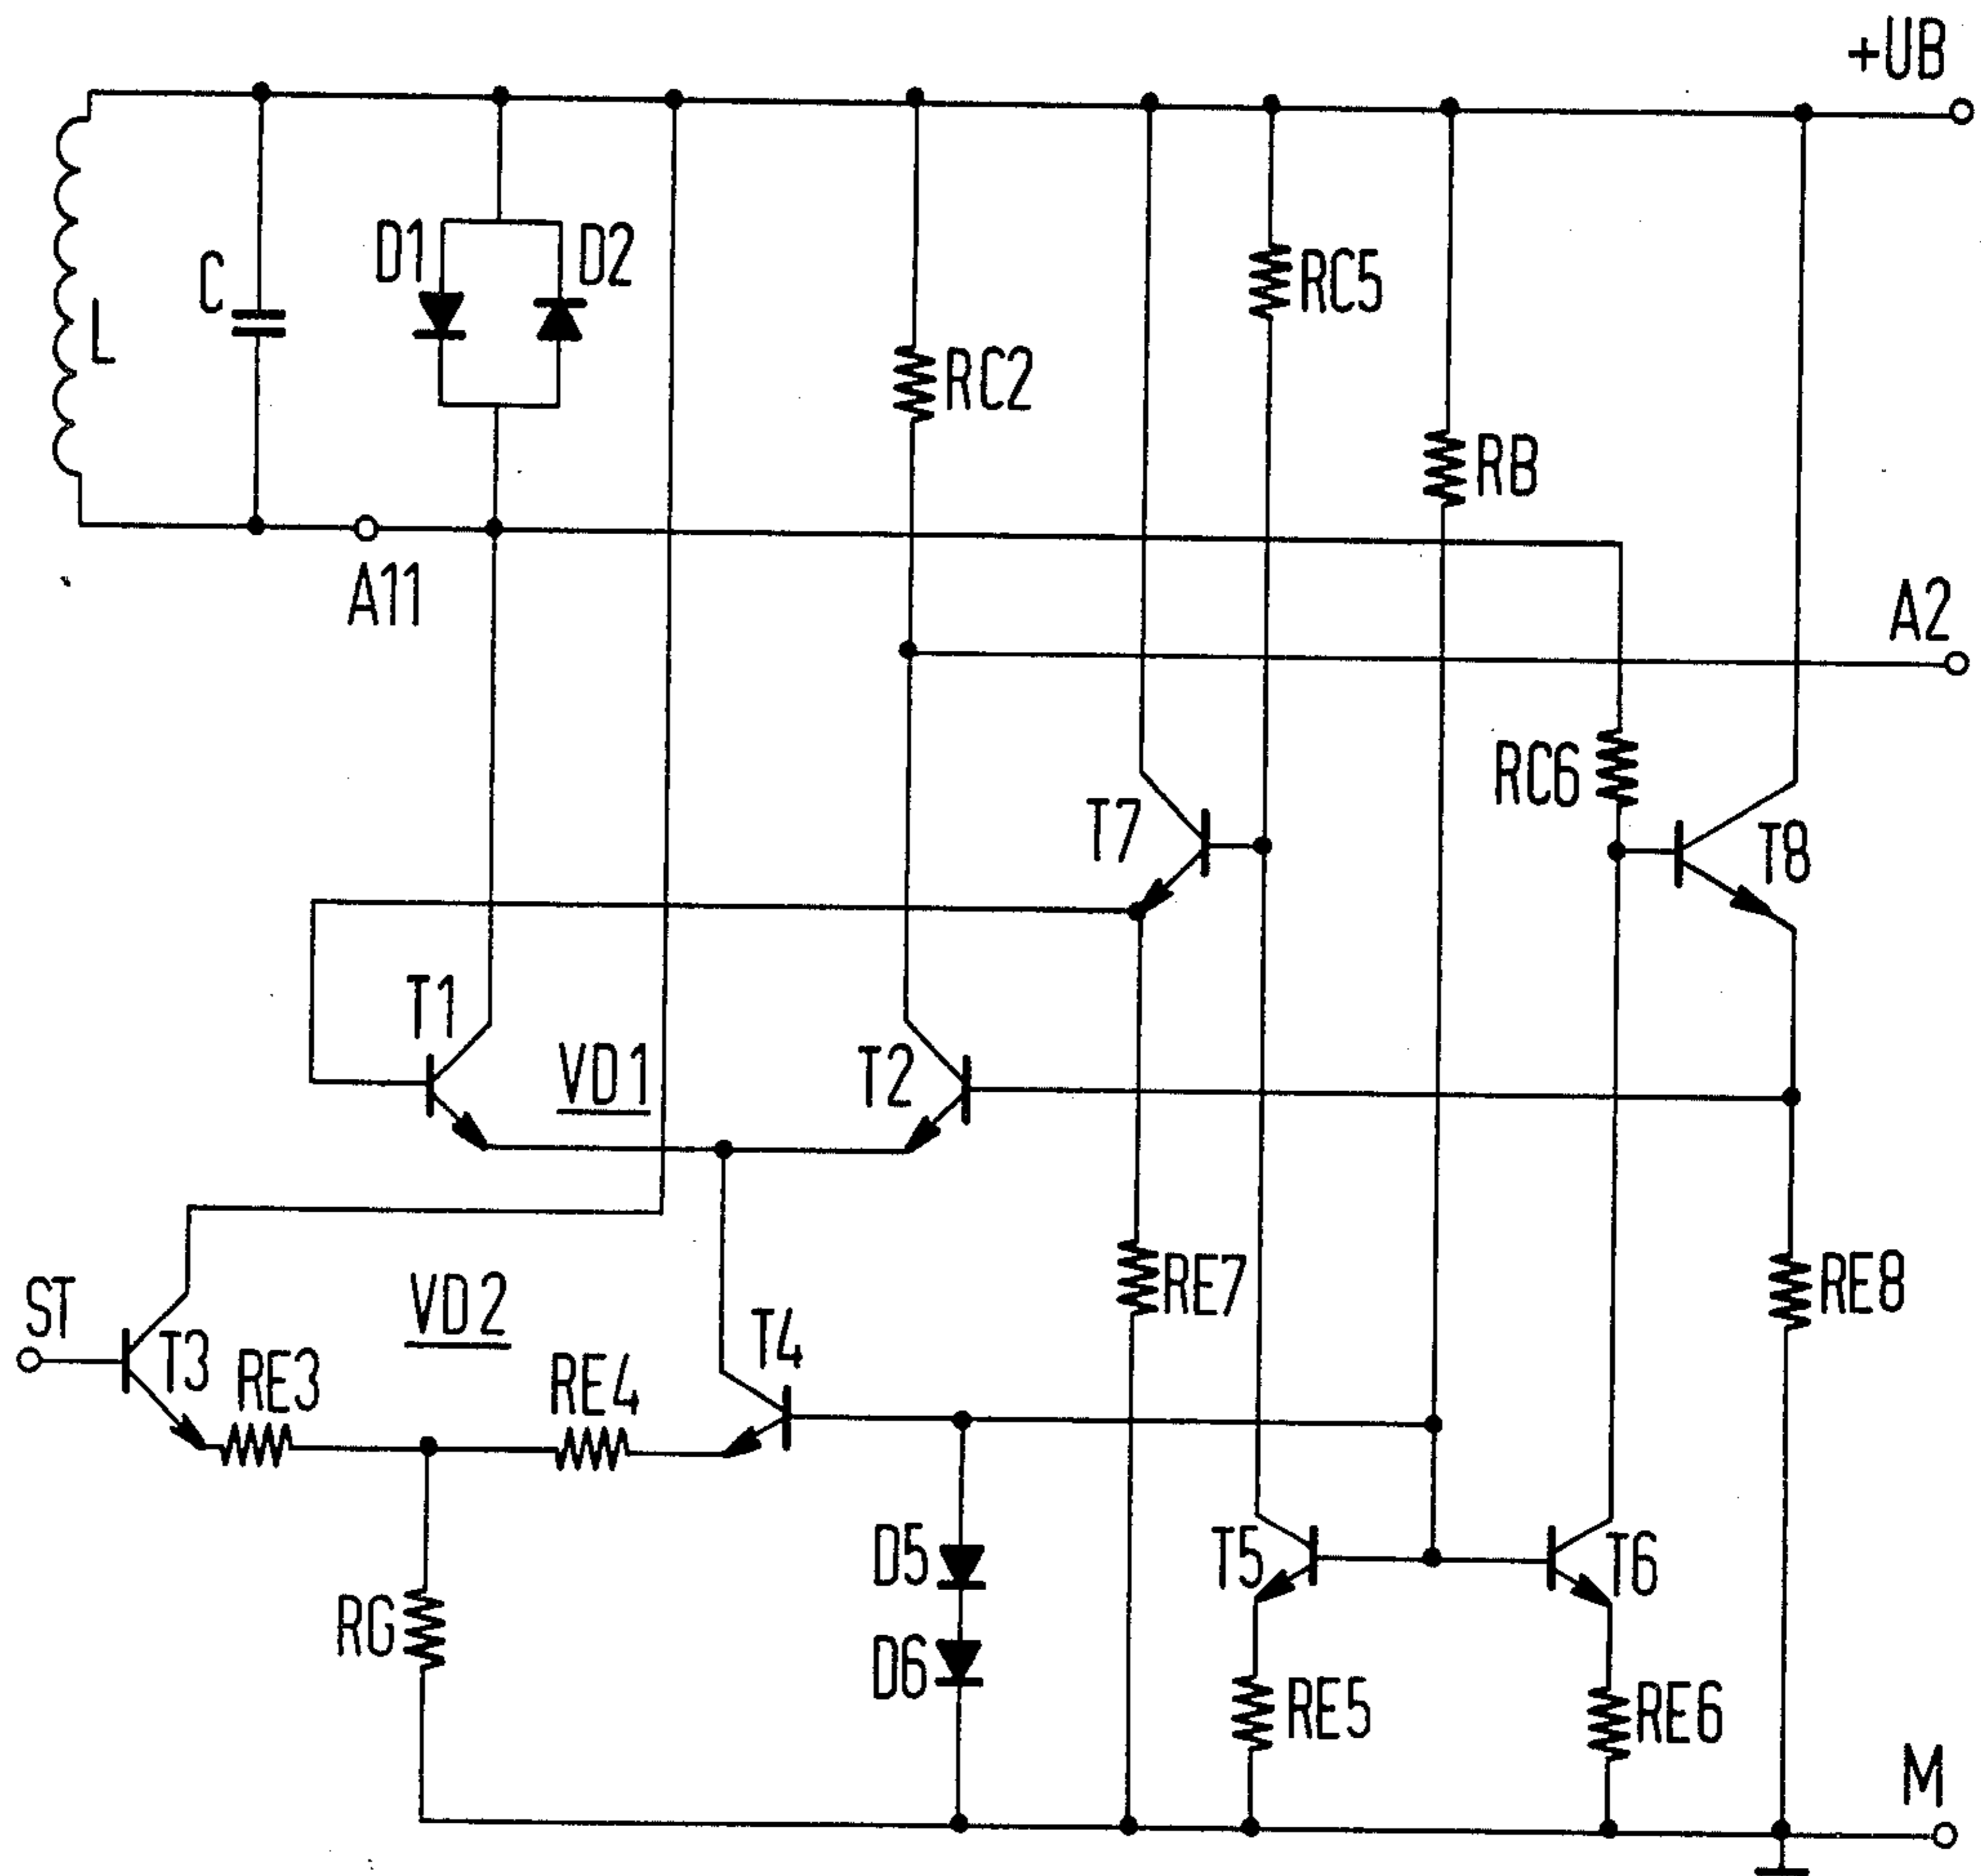 +UB
D1
D2
C
L
RC5
RC2
RB
A11
A2
RC6
T7
T8
T1
VD1
T2
ST
T3
VD2
RE3
RE4
T4
RE7
RE8
D5
T5
T6
RG
D6
RE5
RE6
M